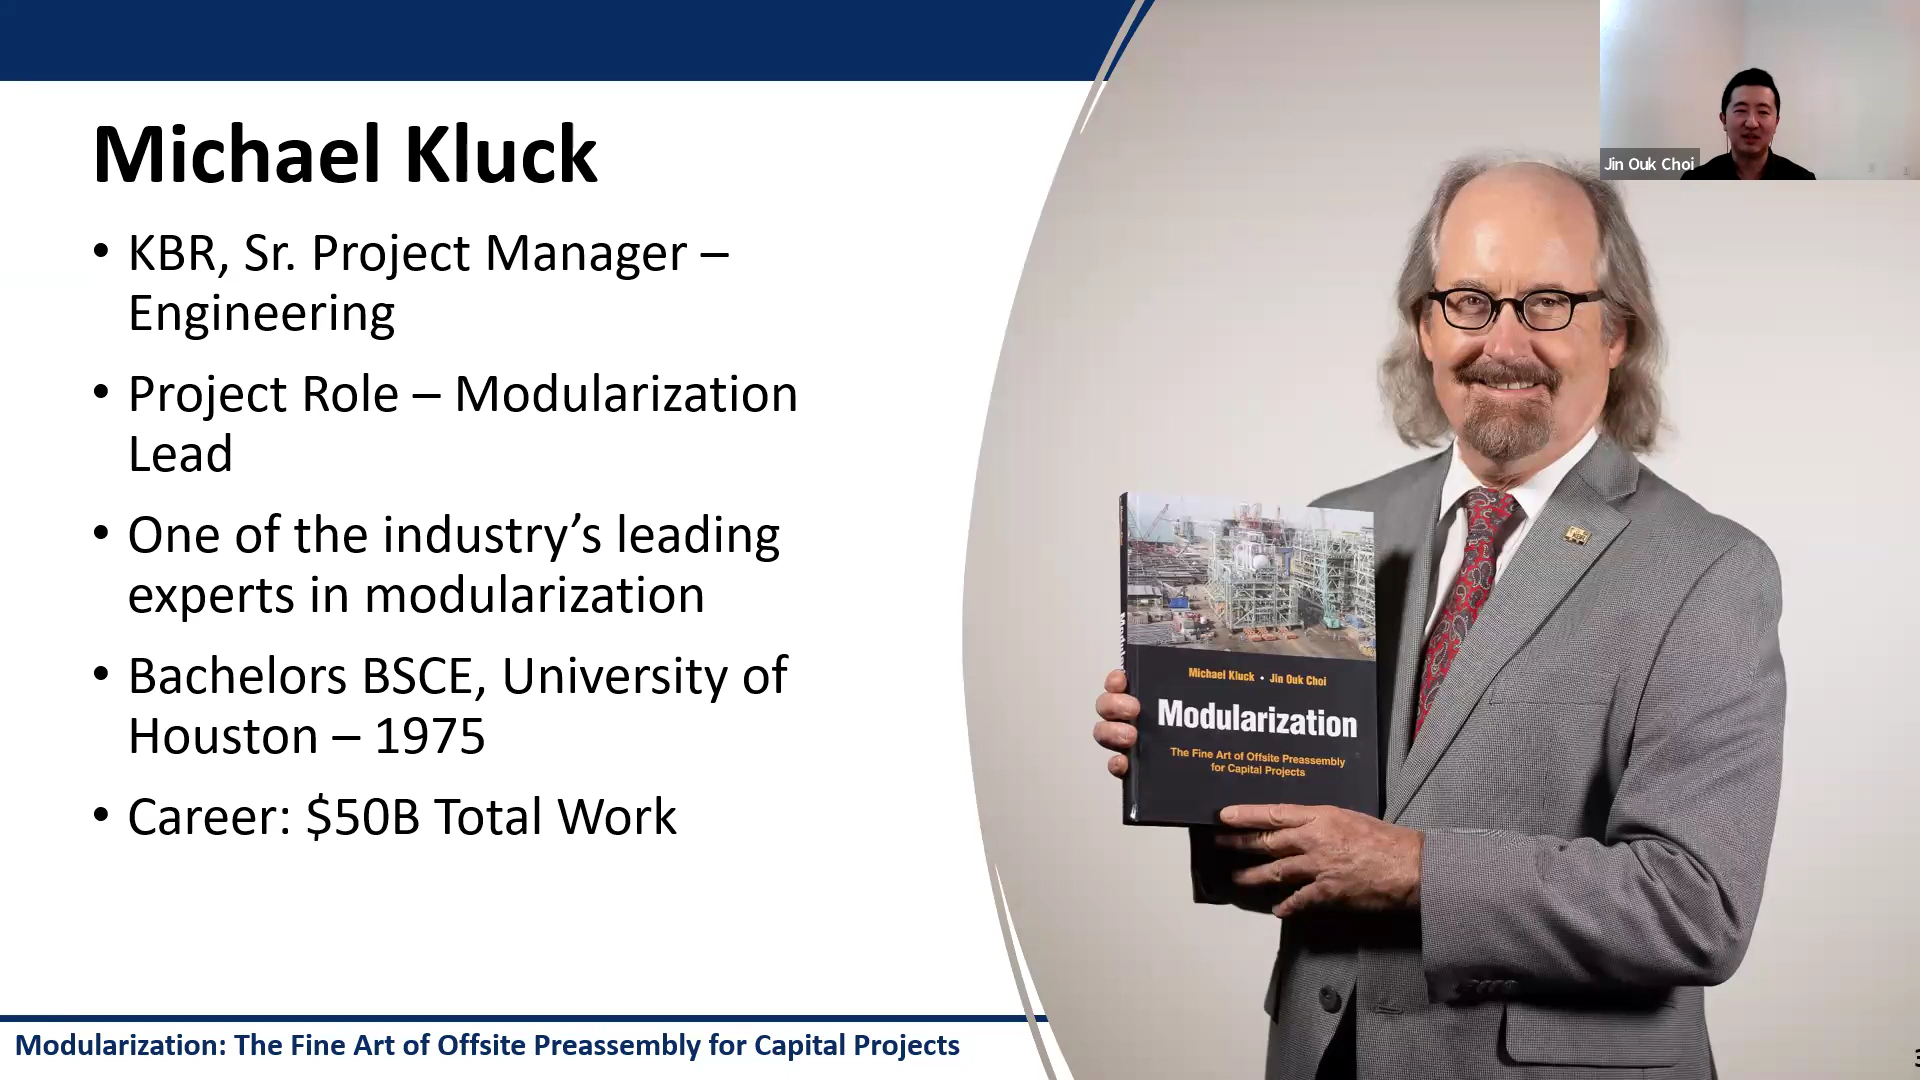 Michael Kluck
• KBR, Sr. Project Manager –
Engineering
• Project Role – Modularization
Lead
• One of the industry’s leading
experts in modularization
• Bachelors BSCE, University of
Houston – 1975
• Career: $50B Total Work
Jin Ouk Choi
Michael Kluck • Jin Ouk Choi
Modularization
The Fine Art of Offsite Preassembly
for Capital Projects
Modularization: The Fine Art of Offsite Preassembly for Capital Projects